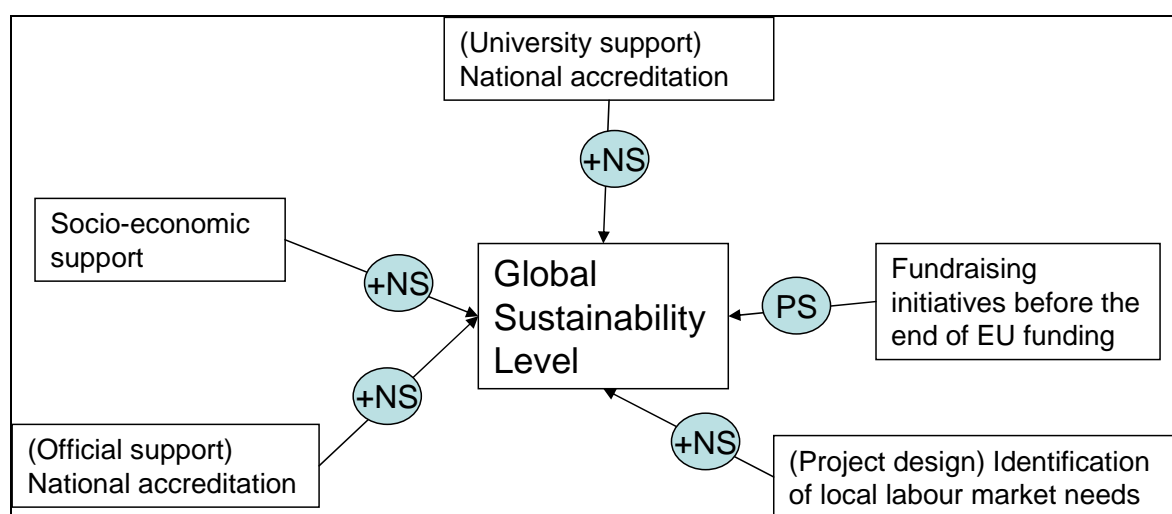 (University support)
National accreditation
+NS
Socio-economic
support
+NS
Global
Sustainability
Level
PS
Fundraising
initiatives before the
end of EU funding
+NS
(Official support)
National accreditation
+NS
(Project design) Identification
of local labour market needs